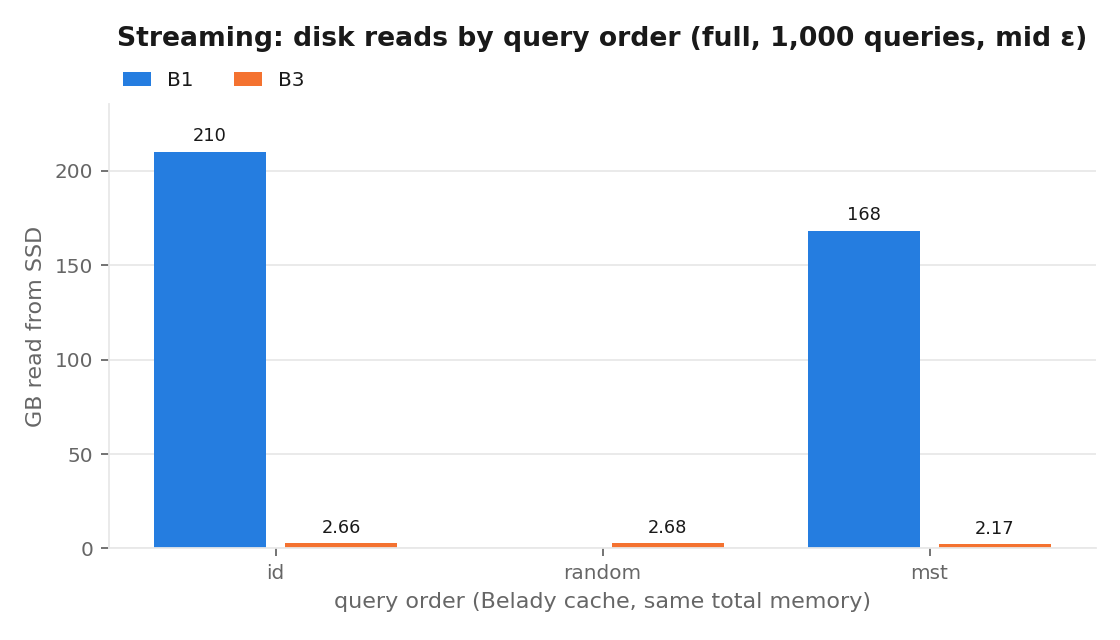 Streaming: disk reads by query order (full, 1,000 queries, mid ε)
B1 B3
GB read from SSD
200
150
100
50
0
210
2.66
2.68
168
2.17
id random mst
query order (Belady cache, same total memory)